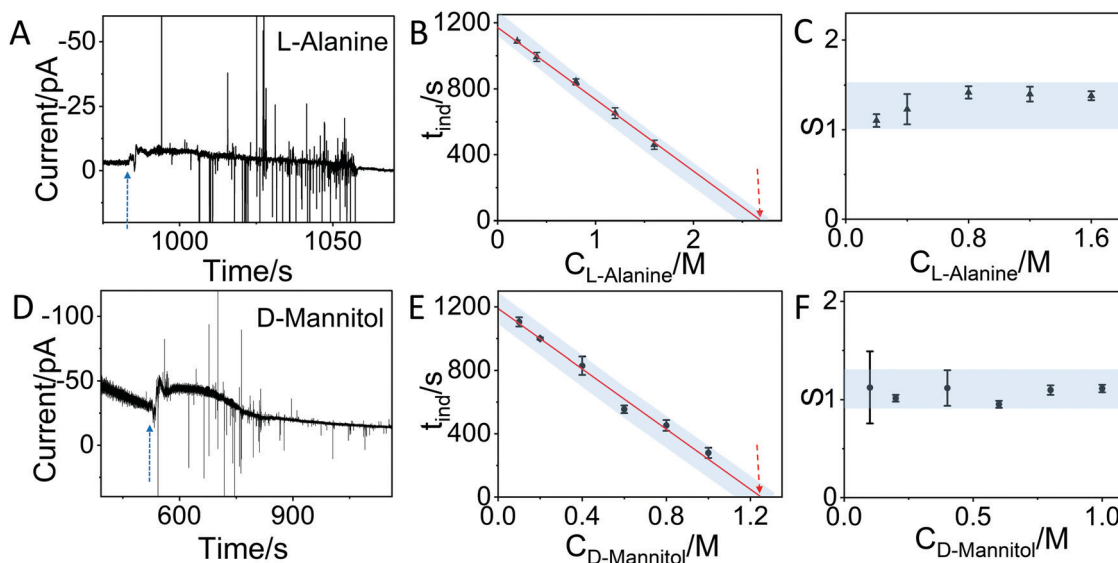 A
L-Alanine
-50
-25
0
Current/pA
1000
1050
Time/s
B
1200
800
400
0
t_ind/s
0
1
2
C_L-Alanine/M
C
2
1
0
S
0.0
0.8
1.6
C_L-Alanine/M
D
D-Mannitol
-100
-50
0
Current/pA
600
900
Time/s
E
1200
800
400
0
t_ind/s
0.0
0.4
0.8
1.2
C_D-Mannitol/M
F
2
1
0
S
0.0
0.5
1.0
C_D-Mannitol/M